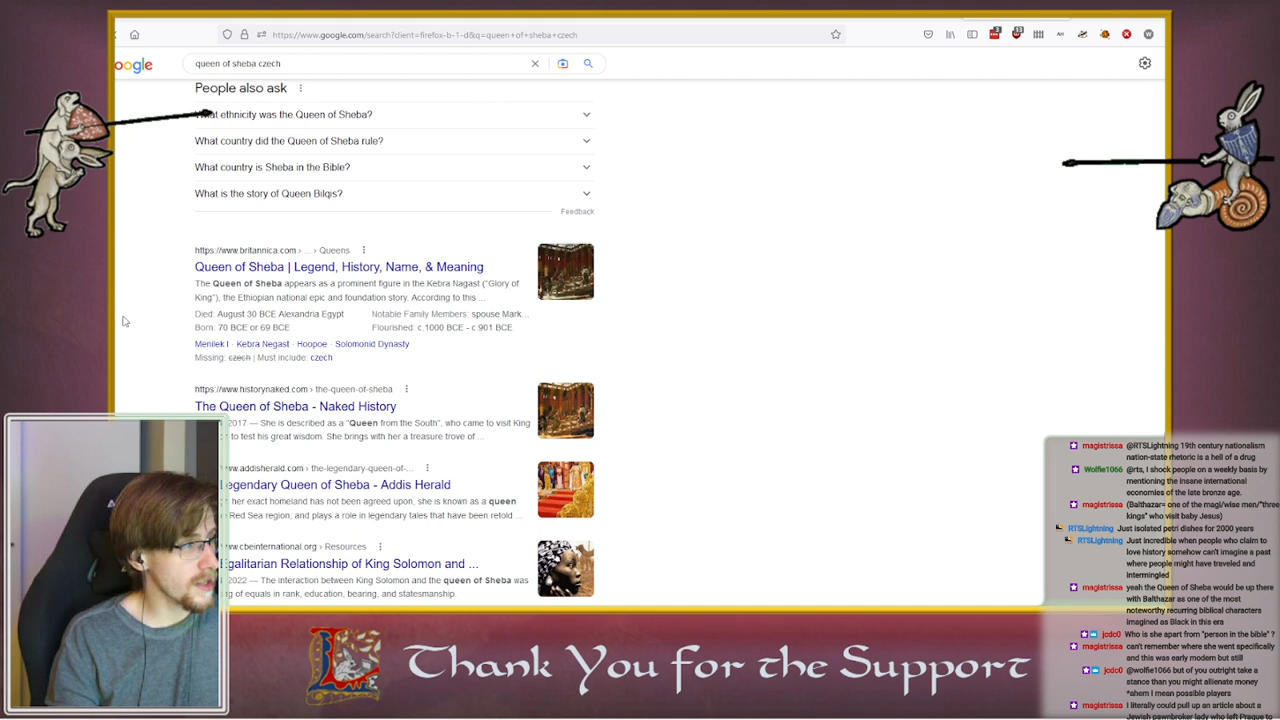 https://www.google.com/search?client=firefox-b-1-d&q=queen+of+sheba+czech
3
13
AH
W
oogle
queen of sheba czech
People also ask
What ethnicity was the Queen of Sheba?
What country did the Queen of Sheba rule?
What country is Sheba in the Bible?
What is the story of Queen Bilqis?
Feedback
https://www.britannica.com › ... › Queens
Queen of Sheba | Legend, History, Name, & Meaning
The Queen of Sheba appears as a prominent figure in the Kebra Nagast ("Glory of
King"), the Ethiopian national epic and foundation story. According to this ...
Died: August 30 BCE Alexandria Egypt Notable Family Members: spouse Mark...
Born: 70 BCE or 69 BCE Flourished: c.1000 BCE - c.901 BCE
Menilek I · Kebra Negast · Hoopoe · Solomonid Dynasty
Missing: czech | Must include: czech
https://www.historynaked.com › the-queen-of-sheba
The Queen of Sheba - Naked History
2017 — She is described as a "Queen from the South", who came to visit King
to test his great wisdom. She brings with her a treasure trove of ...
w.addisherald.com › the-legendary-queen-of-...
Legendary Queen of Sheba - Addis Herald
her exact homeland has not been agreed upon, she is known as a queen
Red Sea region, and plays a role in legendary tales that have been retold ...
w.cbeinternational.org › Resources
Egalitarian Relationship of King Solomon and ...
2022 — The interaction between King Solomon and the queen of Sheba was
ng of equals in rank, education, bearing, and statesmanship.
magistrissa @RTSLightning 19th century nationalism
nation-state rhetoric is a hell of a drug
Wolfie1066 @rts, I shock people on a weekly basis by
mentioning the insane international
economies of the late bronze age.
magistrissa (Balthazar= one of the magi/wise men/"three
kings" who visit baby Jesus)
RTSLightning Just isolated petri dishes for 2000 years
RTSLightning Just incredible when people who claim to
love history somehow can't imagine a past
where people might have traveled and
Intermingled
magistrissa yeah the Queen of Sheba would be up there
with Balthazar as one of the most
noteworthy recurring biblical characters
imagined as Black in this era
jcdc0 Who is she apart from "person in the bible" ?
magistrissa can't remember where she went specifically
and this was early modern but still
jcdc0 @wolfie1066 but of you outright take a
stance than you might allienate money
*ahem I mean possible players
magistrissa I literally could pull up an article about a
Jewish pawnbroker lady who left Prague to
Thank You for the Support